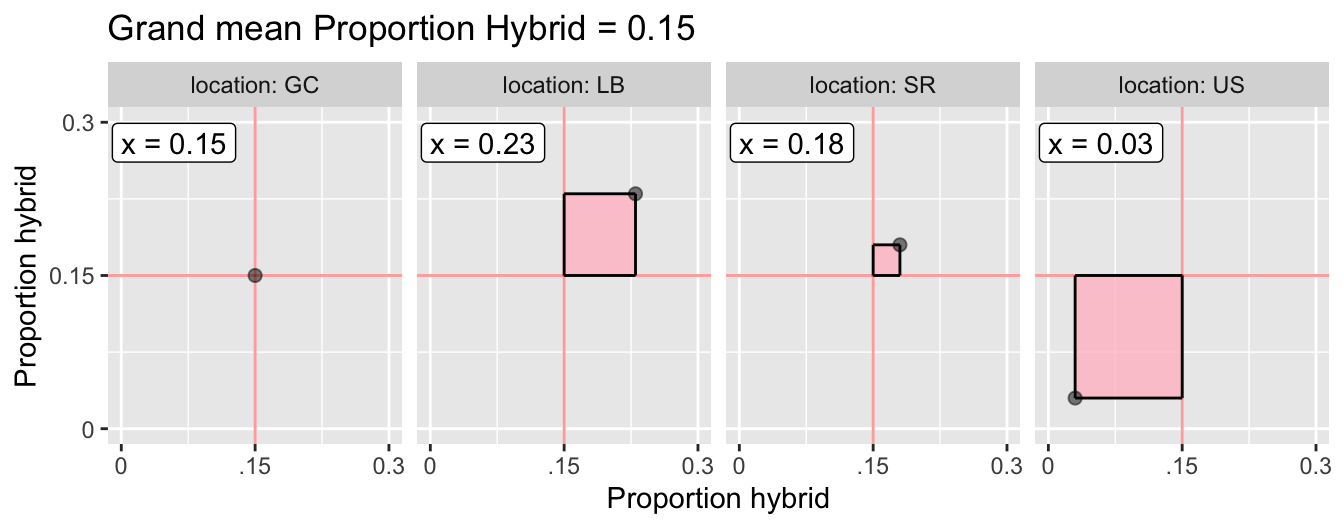 Grand mean Proportion Hybrid = 0.15
location: GC
location: LB
location: SR
location: US
x = 0.15
x = 0.23
x = 0.18
x = 0.03
Proportion hybrid
0.3
0.15
0
0 .15 0.3
0 .15 0.3
0 .15 0.3
0 .15 0.3
Proportion hybrid